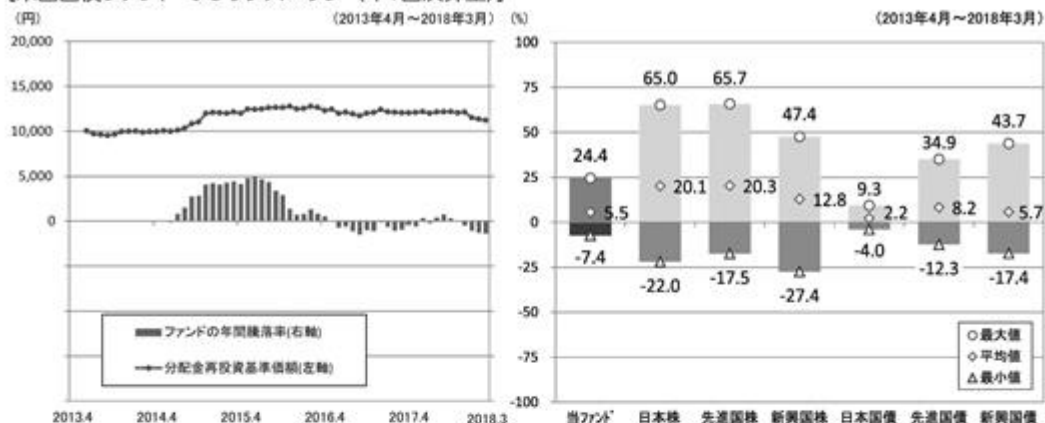 (円)
(2013年4月~2018年3月)
20,000
15,000
10,000
5,000
0
ファンドの年間騰落率(右軸)
分配金再投資基準価額(左軸)
2013.4 2014.4 2015.4 2016.4 2017.4 2018.3
(%)
(2013年4月~2018年3月)
100
75
50
25
0
-25
-50
-75
-100
24.4 65.0 65.7 47.4 9.3 34.9 43.7
5.5 20.1 20.3 12.8 2.2 8.2 5.7
-7.4 -22.0 -17.5 -27.4 -4.0 -12.3 -17.4
最大値
平均値
最小値
当ファンド 日本株 先進国株 新興国株 日本国債 先進国債 新興国債